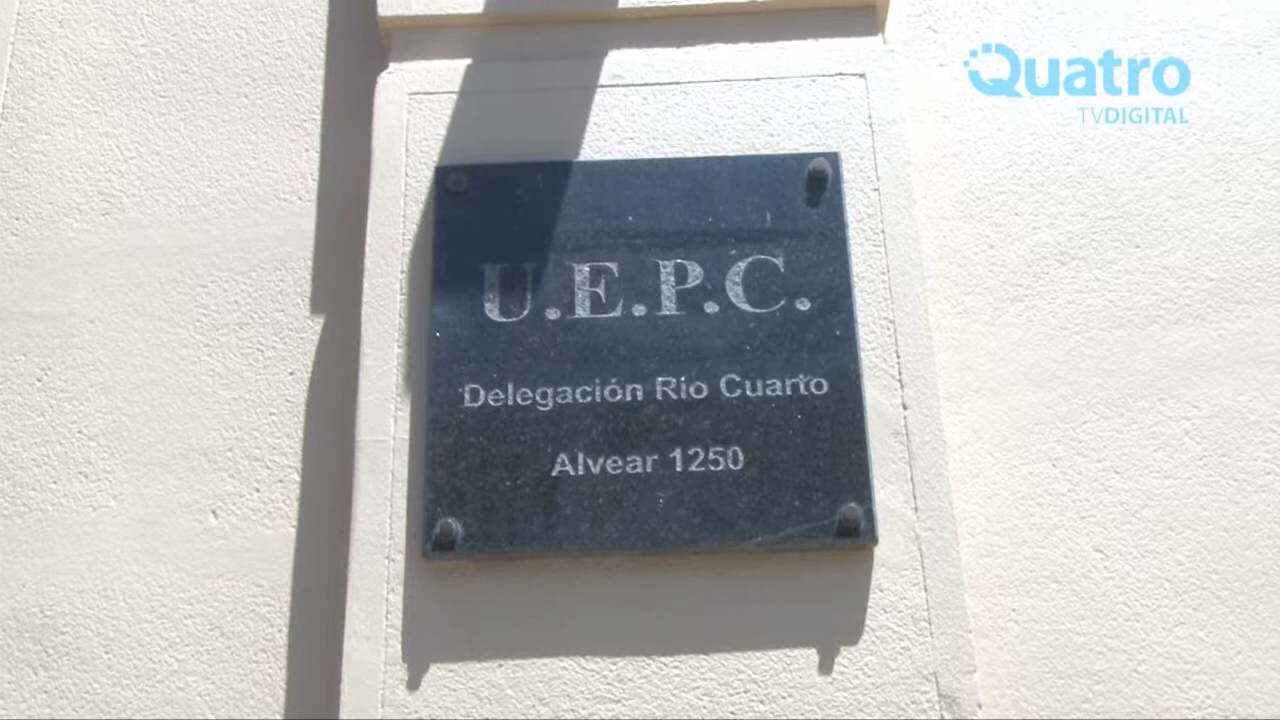 Quatro
TVDIGITAL
U.E.P.C.
Delegación Rio Cuarto
Alvear 1250